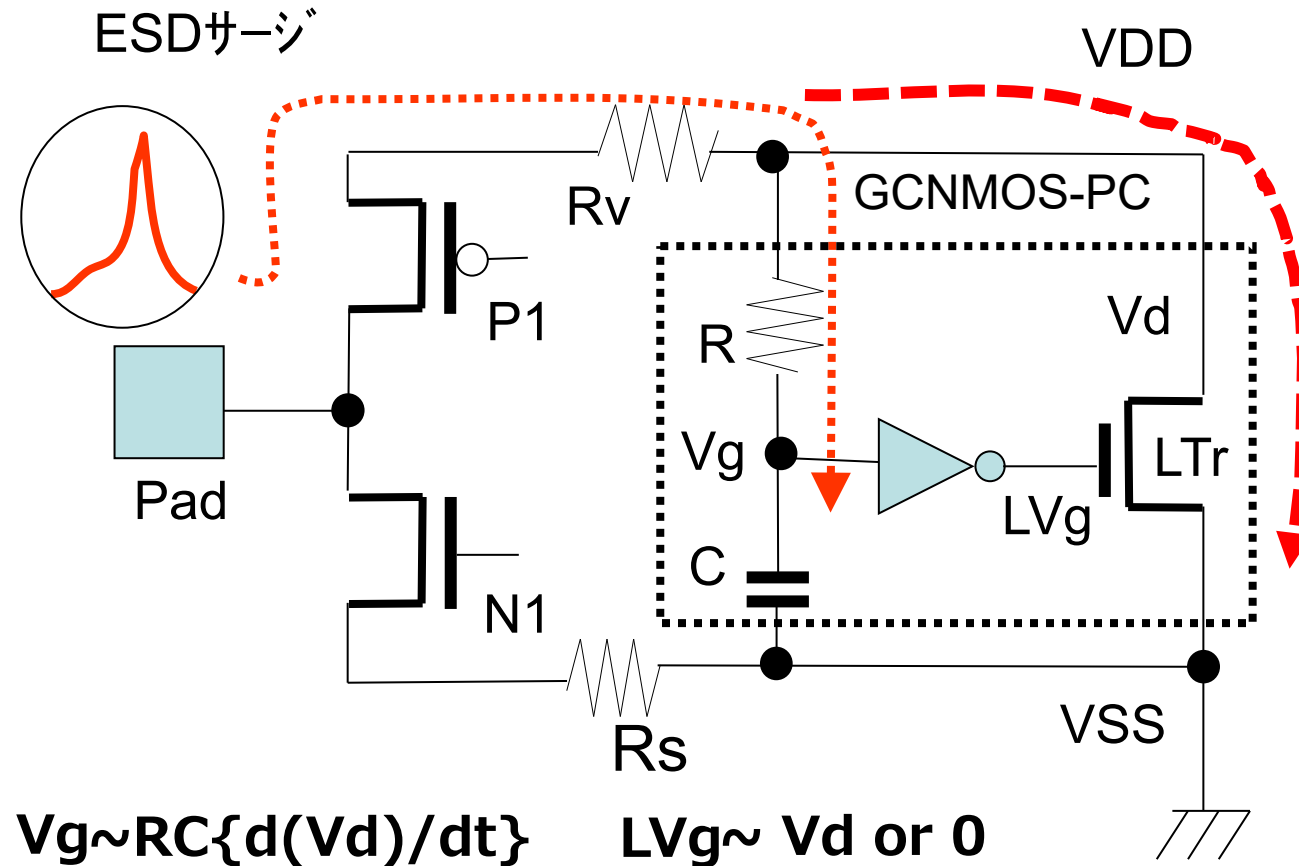 ESDサージ
VDD
Rv
GCNMOS-PC
P1
Vd
R
Vg
LTr
Pad
LVg
C
N1
VSS
Rs
Vg~RC{d(Vd)/dt}
LVg~ Vd or 0